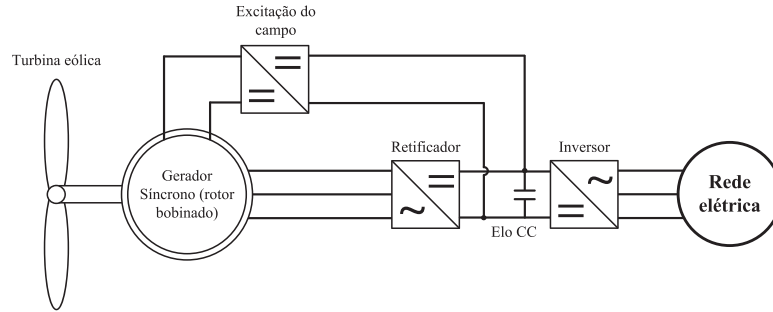 Excitação do
campo
Turbina eólica
Gerador
Síncrono (rotor
bobinado)
Retificador
Inversor
Rede
elétrica
Elo CC